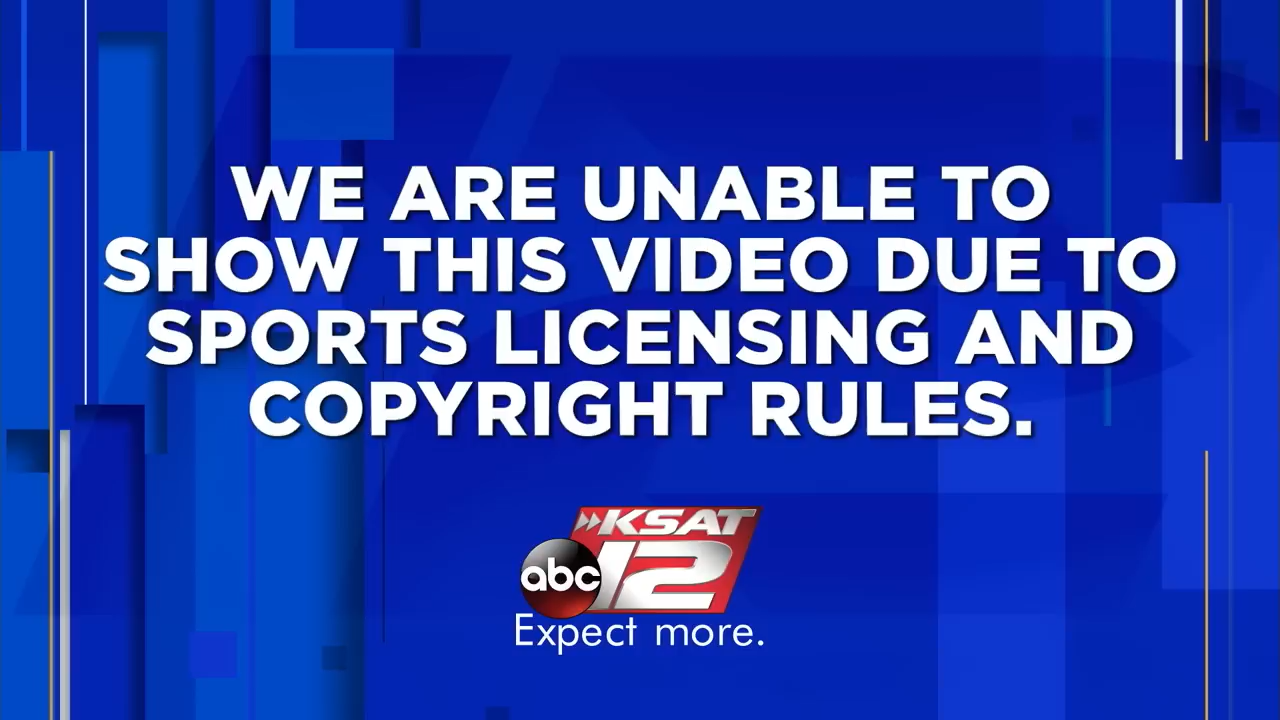 WE ARE UNABLE TO
SHOW THIS VIDEO DUE TO
SPORTS LICENSING AND
COPYRIGHT RULES.
KSAT
abc 12
Expect more.